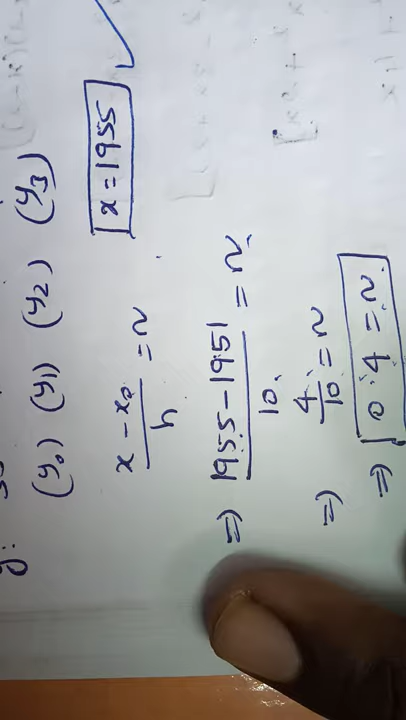 y:
(y₀) (y₁) (y₂) (y₃)
x = 1955
x - x₀ / h = r
⇒ 1955 - 1951 / 10 = r
⇒ 4 / 10 = r
⇒ 0.4 = r